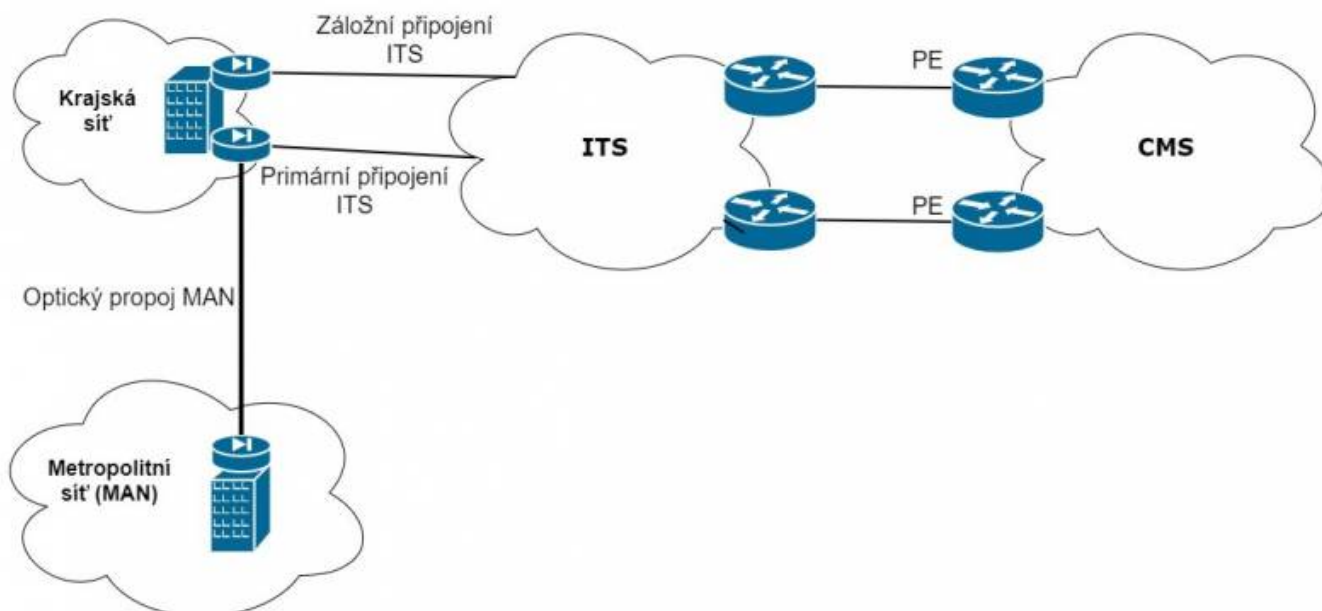 Záložní připojení
ITS
PE
Krajská
síť
ITS
CMS
Primární připojení
ITS
PE
Optický propoj MAN
Metropolitní
síť (MAN)